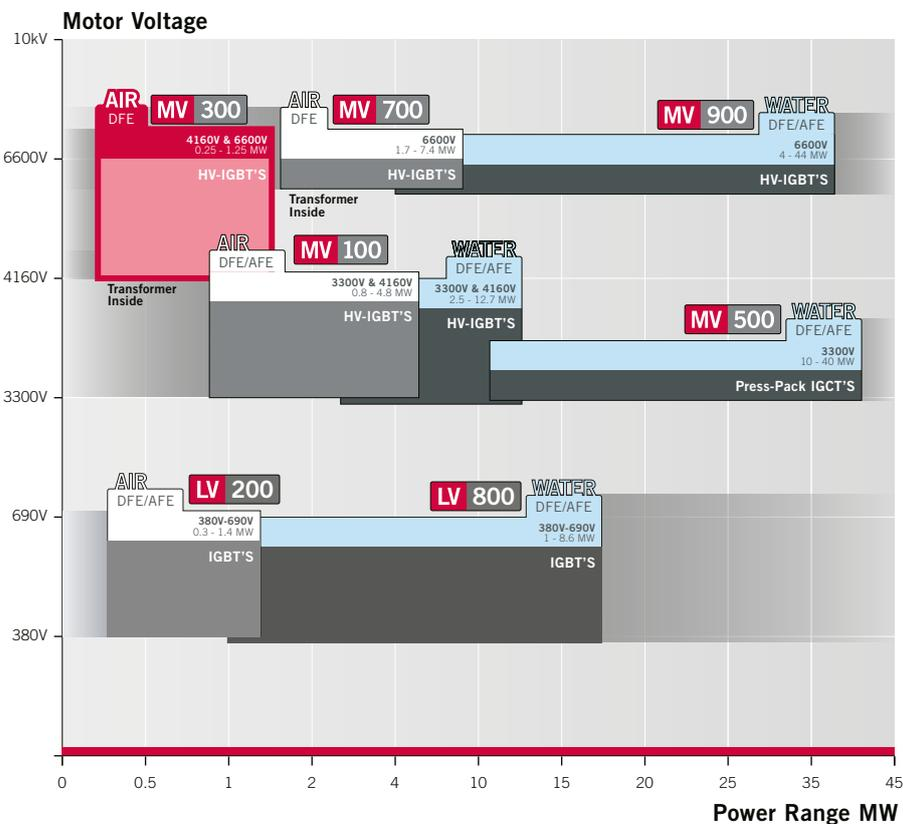 Motor Voltage
10kV
AIR
DFE
MV 300
4160V & 6600V
0.25 - 1.25 MW
HV-IGBT'S
Transformer
Inside
AIR
DFE
MV 700
6600V
1.7 - 7.4 MW
HV-IGBT'S
Transformer
Inside
MV 900
WATER
DFE/AFE
6600V
4 - 44 MW
HV-IGBT'S
6600V
AIR
DFE/AFE
MV 100
3300V & 4160V
0.8 - 4.8 MW
HV-IGBT'S
WATER
DFE/AFE
3300V & 4160V
2.5 - 12.7 MW
HV-IGBT'S
4160V
MV 500
WATER
DFE/AFE
3300V
10 - 40 MW
Press-Pack IGCT'S
3300V
AIR
DFE/AFE
LV 200
380V-690V
0.3 - 1.4 MW
IGBT'S
LV 800
WATER
DFE/AFE
380V-690V
1 - 8.6 MW
IGBT'S
690V
380V
0 0.5 1 2 4 10 15 20 25 35 45
Power Range MW